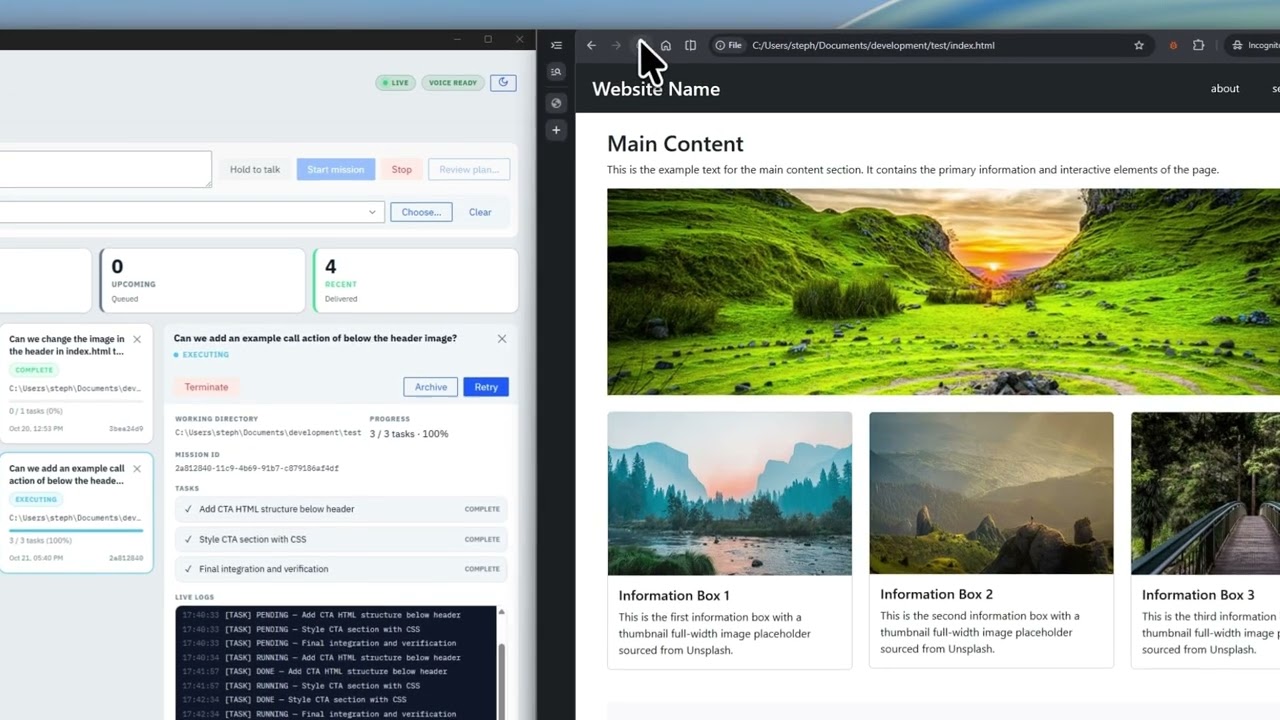 LIVE
VOICE READY
Hold to talk
Start mission
Stop
Review plan...
Choose...
Clear
0
UPCOMING
Queued
4
RECENT
Delivered
Can we change the image in
the header in index.html t...
COMPLETE
C:\Users\steph\Documents\dev…
0 / 1 tasks (0%)
Oct 20, 12:53 PM
3bea24d9
Can we add an example call
action of below the heade...
EXECUTING
C:\Users\steph\Documents\dev…
3 / 3 tasks (100%)
Oct 21, 05:40 PM
2a812840
Can we add an example call action of below the header image?
EXECUTING
Terminate
Archive
Retry
WORKING DIRECTORY
C:\Users\steph\Documents\development\test
PROGRESS
3 / 3 tasks · 100%
MISSION ID
2a812840-11c9-4b69-91b7-c879186af4df
TASKS
Add CTA HTML structure below header COMPLETE
Style CTA section with CSS COMPLETE
Final integration and verification COMPLETE
LIVE LOGS
17:40:33 [TASK] PENDING — Add CTA HTML structure below header
17:40:33 [TASK] PENDING — Style CTA section with CSS
17:40:33 [TASK] PENDING — Final integration and verification
17:40:34 [TASK] RUNNING — Add CTA HTML structure below header
17:41:57 [TASK] DONE — Add CTA HTML structure below header
17:41:57 [TASK] RUNNING — Style CTA section with CSS
17:42:34 [TASK] DONE — Style CTA section with CSS
17:42:34 [TASK] RUNNING — Final integration and verification
File
C:/Users/steph/Documents/development/test/index.html
Incognit
Website Name
about
se
Main Content
This is the example text for the main content section. It contains the primary information and interactive elements of the page.
Information Box 1
This is the first information box with a
thumbnail full-width image placeholder
sourced from Unsplash.
Information Box 2
This is the second information box with a
thumbnail full-width image placeholder
sourced from Unsplash.
Information Box 3
This is the third information
thumbnail full-width image p
sourced from Unsplash.